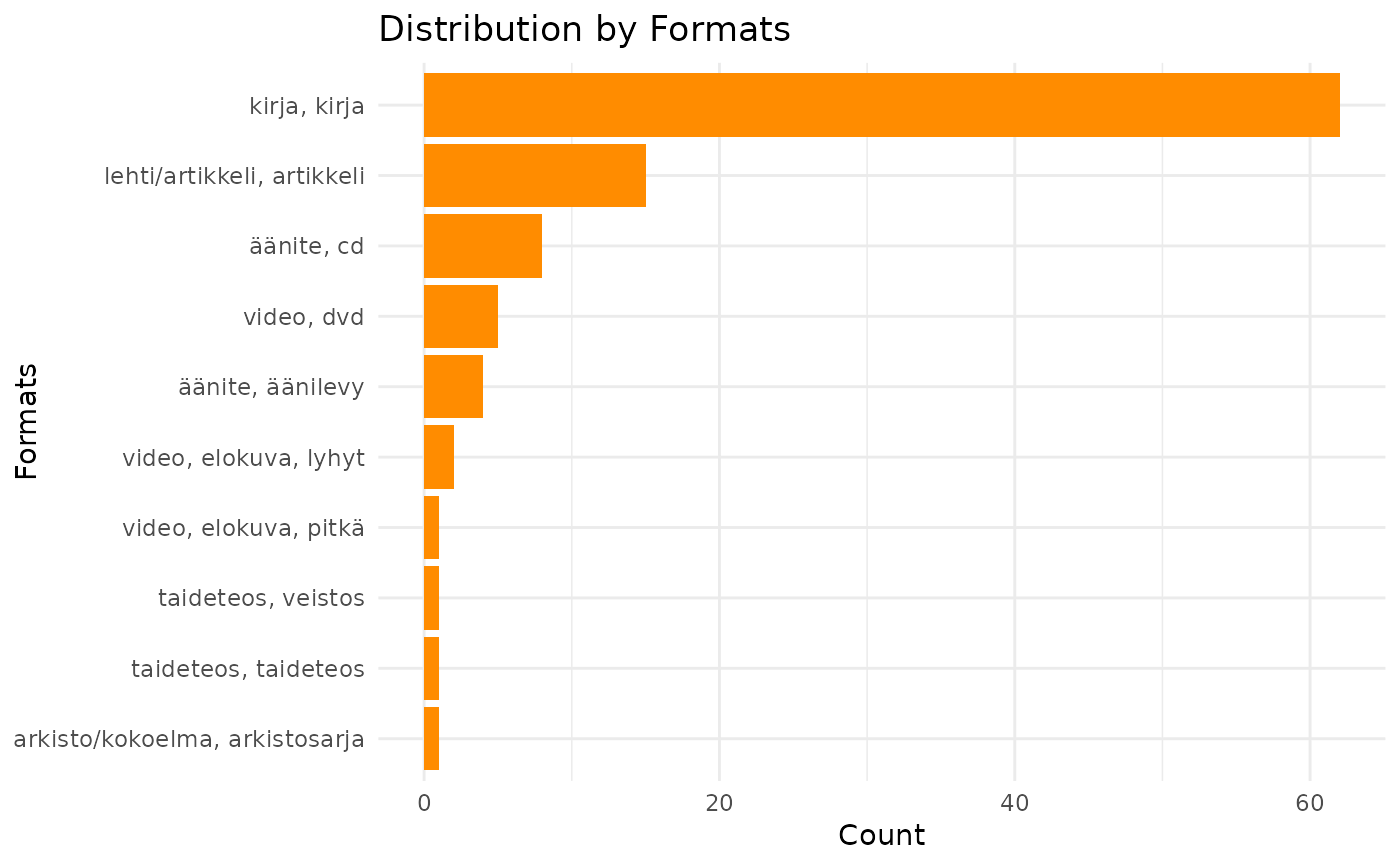 Distribution by Formats
kirja, kirja
lehti/artikkeli, artikkeli
äänite, cd
video, dvd
äänite, äänilevy
video, elokuva, lyhyt
video, elokuva, pitkä
taideteos, veistos
taideteos, taideteos
arkisto/kokoelma, arkistosarja
Formats
0 20 40 60
Count